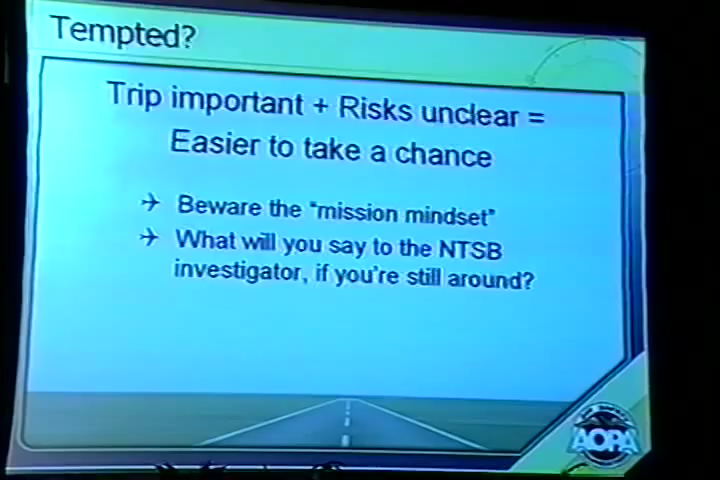 Tempted?
Trip important + Risks unclear =
Easier to take a chance
Beware the "mission mindset"
What will you say to the NTSB
investigator, if you're still around?
AOPA